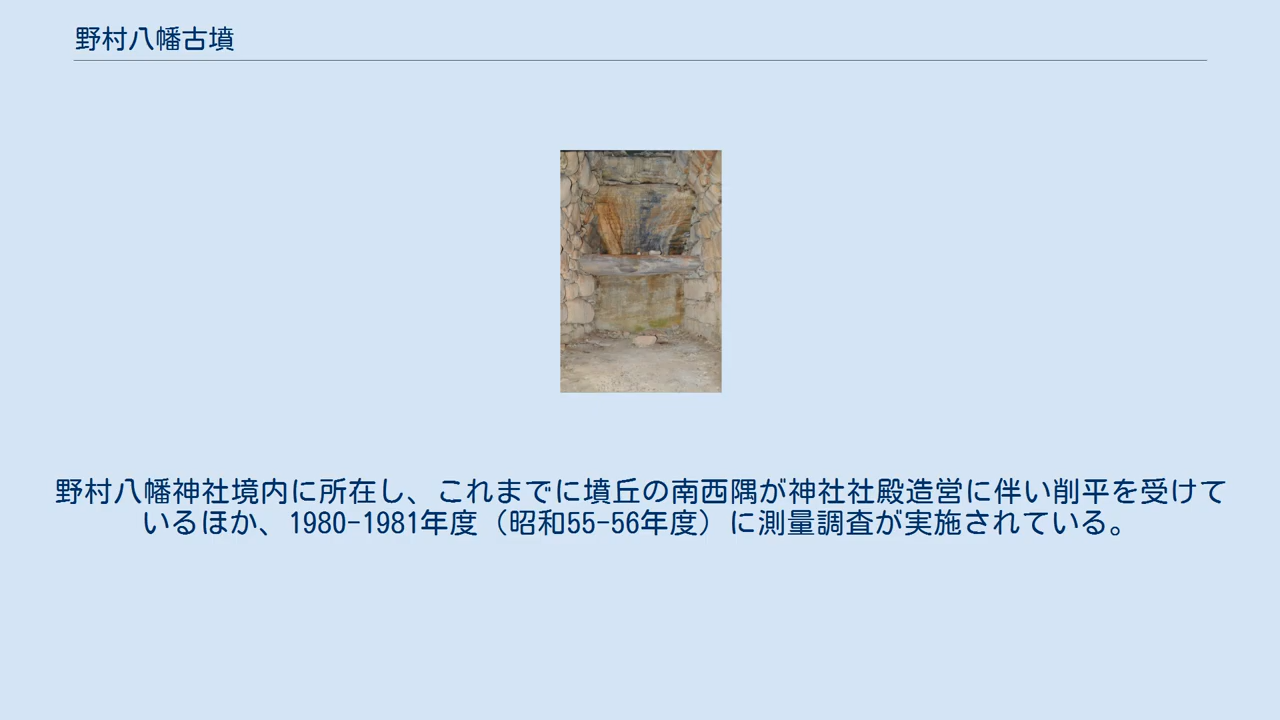 野村八幡古墳
野村八幡神社境内に所在し、これまでに墳丘の南西隅が神社社殿造営に伴い削平を受けて
いるほか、1980-1981年度（昭和55-56年度）に測量調査が実施されている。